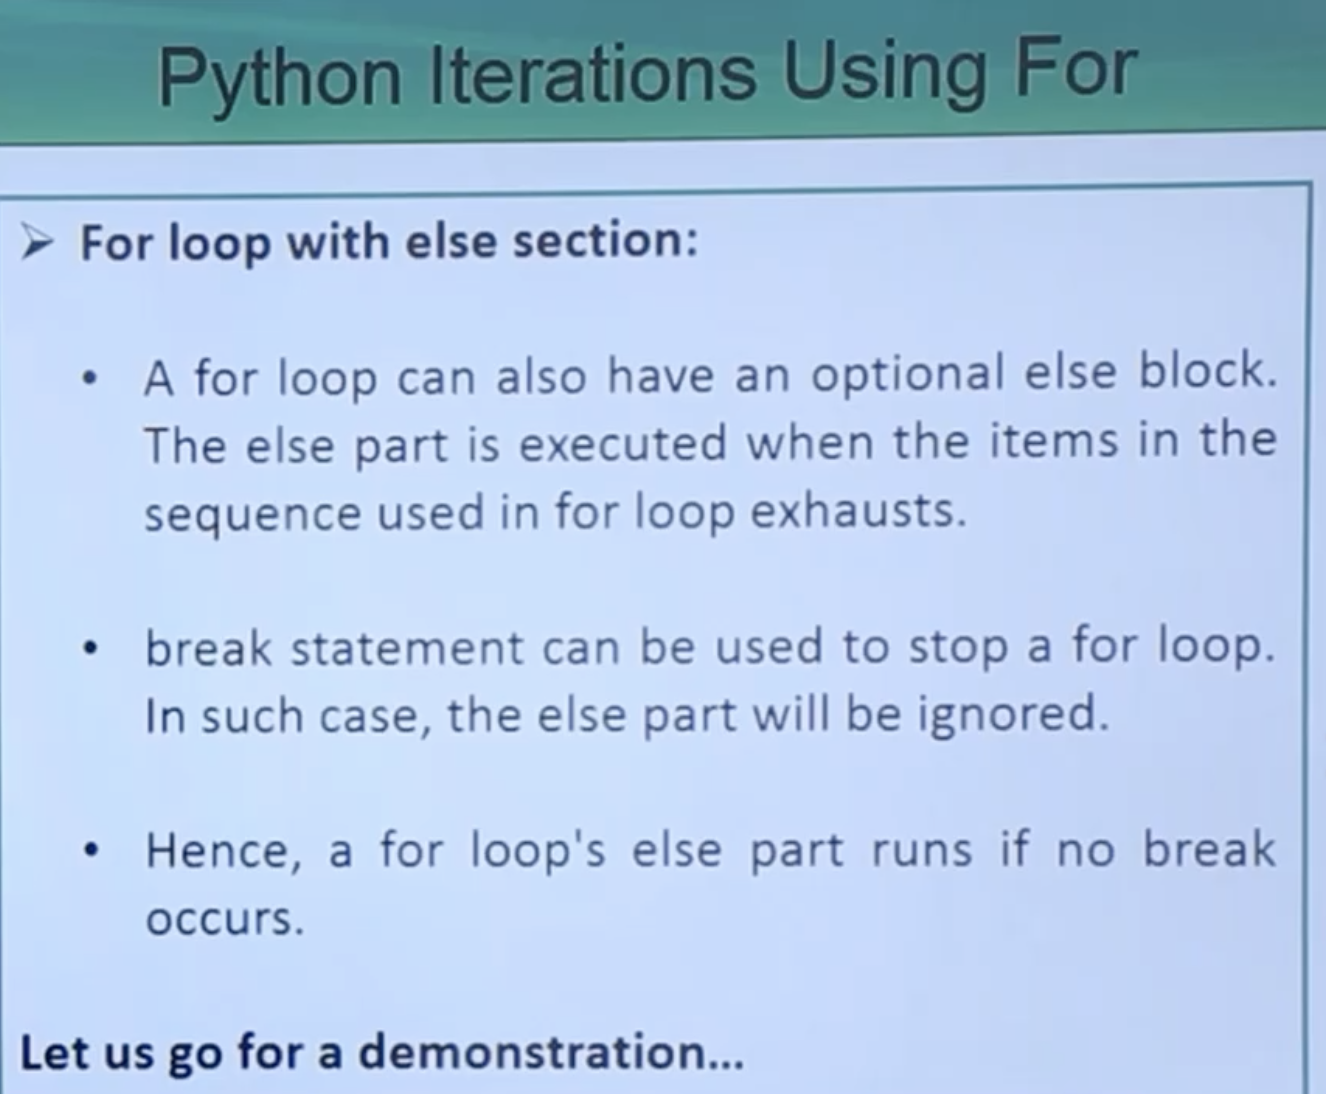 Python Iterations Using For
➢ For loop with else section:
• A for loop can also have an optional else block.
The else part is executed when the items in the
sequence used in for loop exhausts.
• break statement can be used to stop a for loop.
In such case, the else part will be ignored.
• Hence, a for loop's else part runs if no break
occurs.
Let us go for a demonstration...